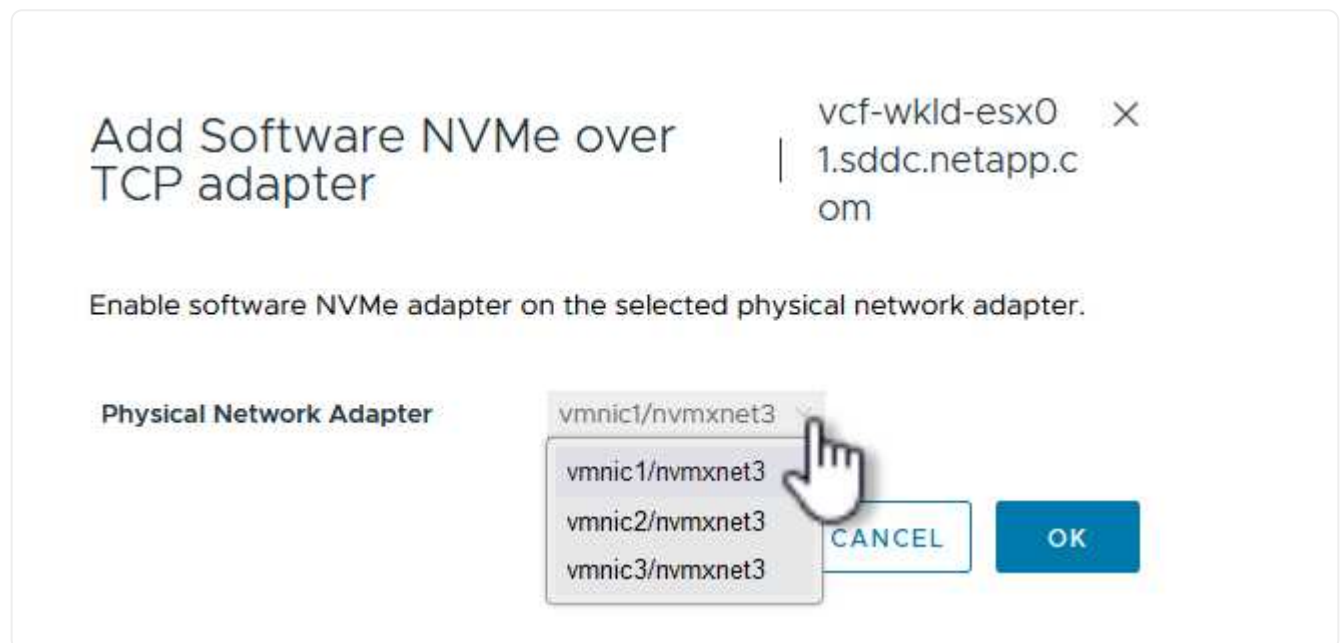 Add Software NVMe over
TCP adapter
vcf-wkld-esx0
1.sddc.netapp.c
om
Enable software NVMe adapter on the selected physical network adapter.
Physical Network Adapter
vmnic1/nvmxnet3
vmnic1/nvmxnet3
vmnic2/nvmxnet3
vmnic3/nvmxnet3
CANCEL
OK